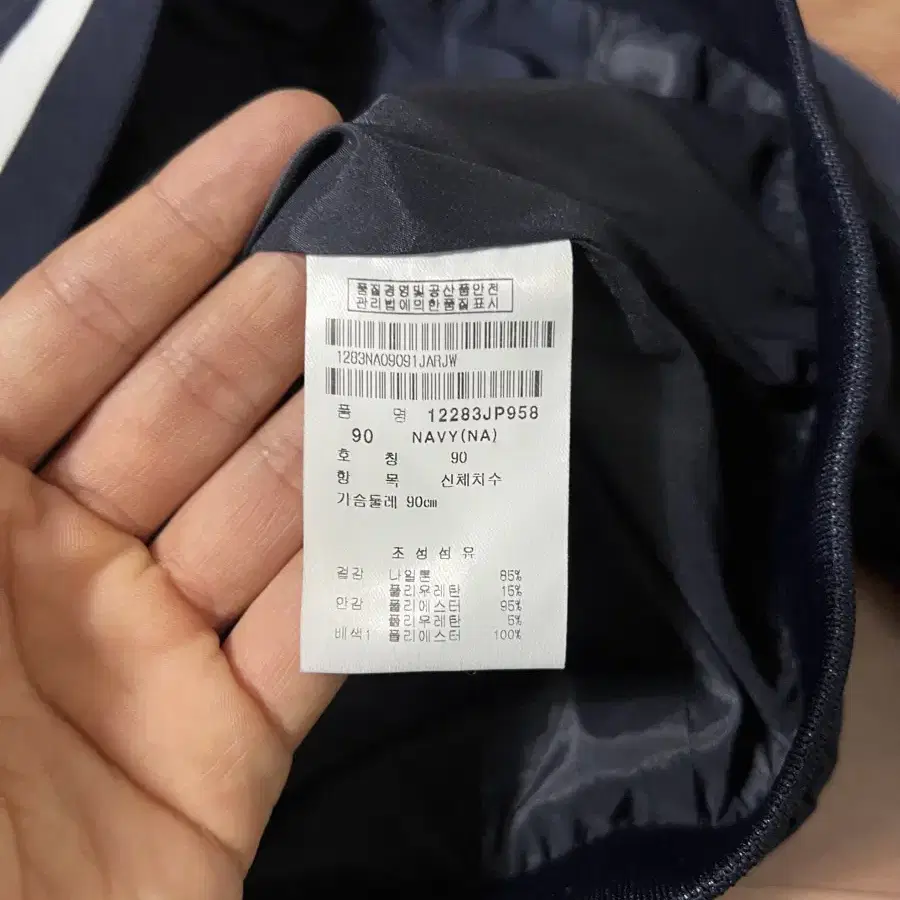 품질경영및공산품안전
관리법에의한품질표시
1283NA09091JARJW
품 명 12283JP958
90 NAVY(NA)
호 칭 90
항 목 신체치수
가슴둘레 90cm
조성섬유
겉감 나일론 85%
폴리우레탄 15%
안감 폴리에스터 95%
폴리우레탄 5%
배색1 폴리에스터 100%